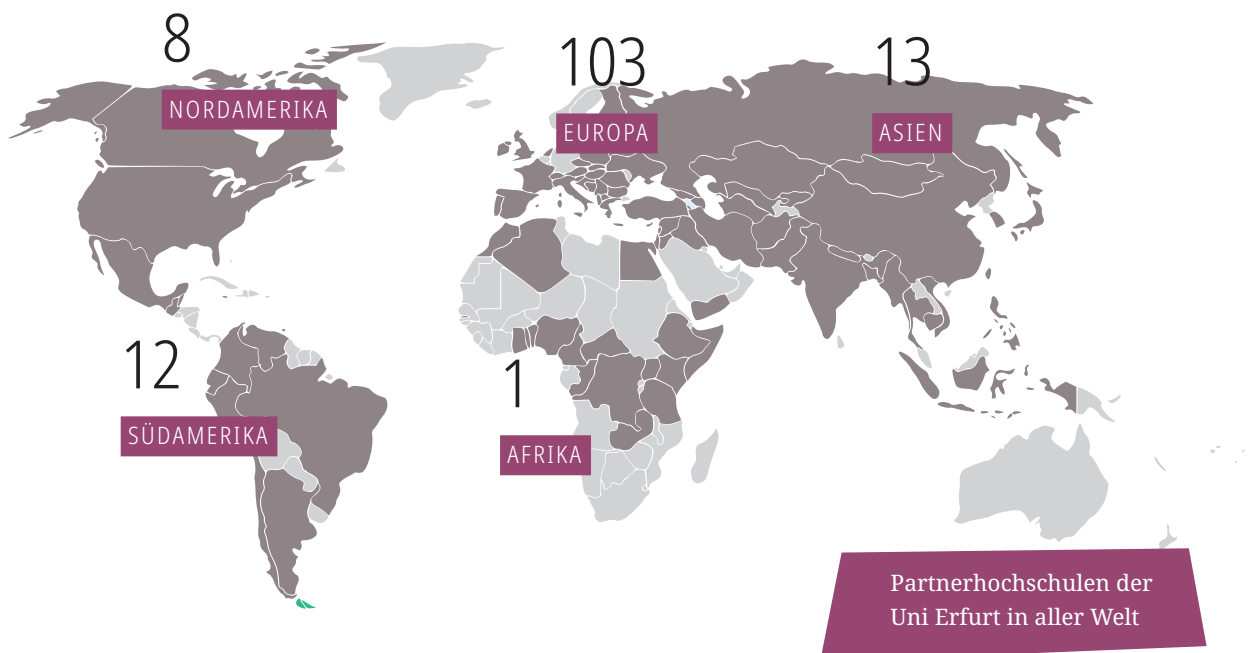 8
NORDAMERIKA
103
EUROPA
13
ASIEN
12
SÜDAMERIKA
1
AFRIKA
Partnerhochschulen der
Uni Erfurt in aller Welt